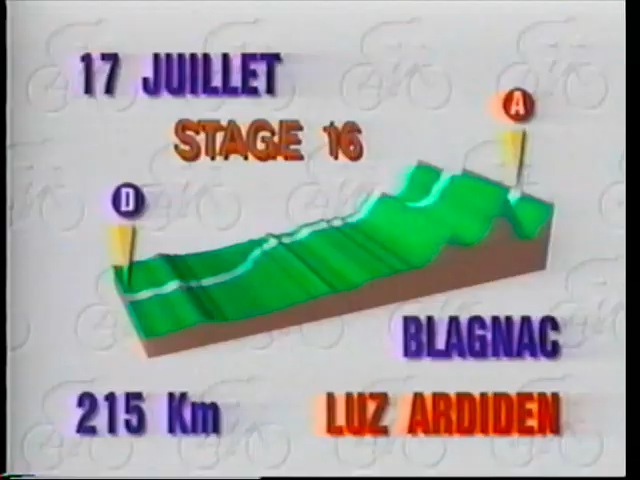 17 JUILLET
STAGE 16
A
D
BLAGNAC
215 Km
LUZ ARDIDEN